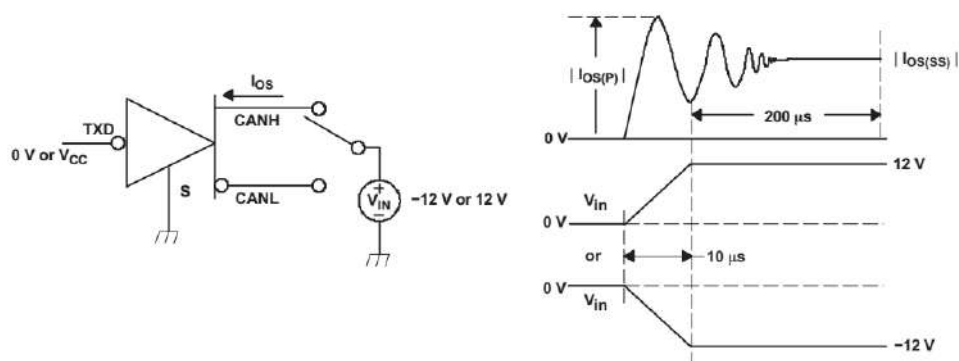 IOS
TXD
CANH
0 V or VCC
S
CANL
VIN
+
−
−12 V or 12 V
| IOS(P) |
| IOS(SS) |
200 µs
0 V
12 V
Vin
0 V
or
10 µs
0 V
Vin
−12 V